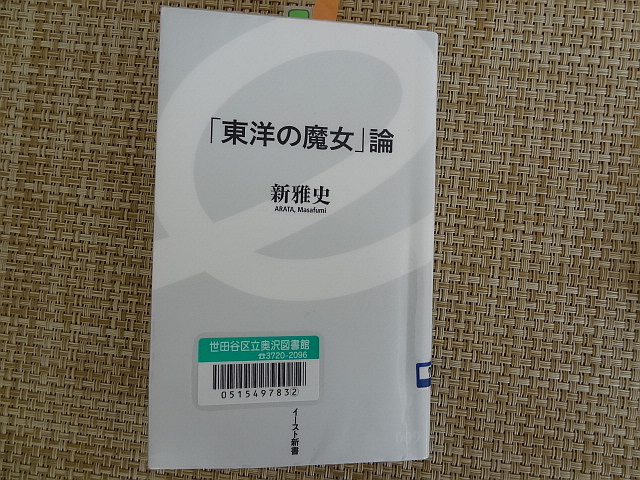 「東洋の魔女」論
新雅史
ARATA, Masafumi
世田谷区立奥沢図書館
☎3720-2096
0515497832
イースト新書